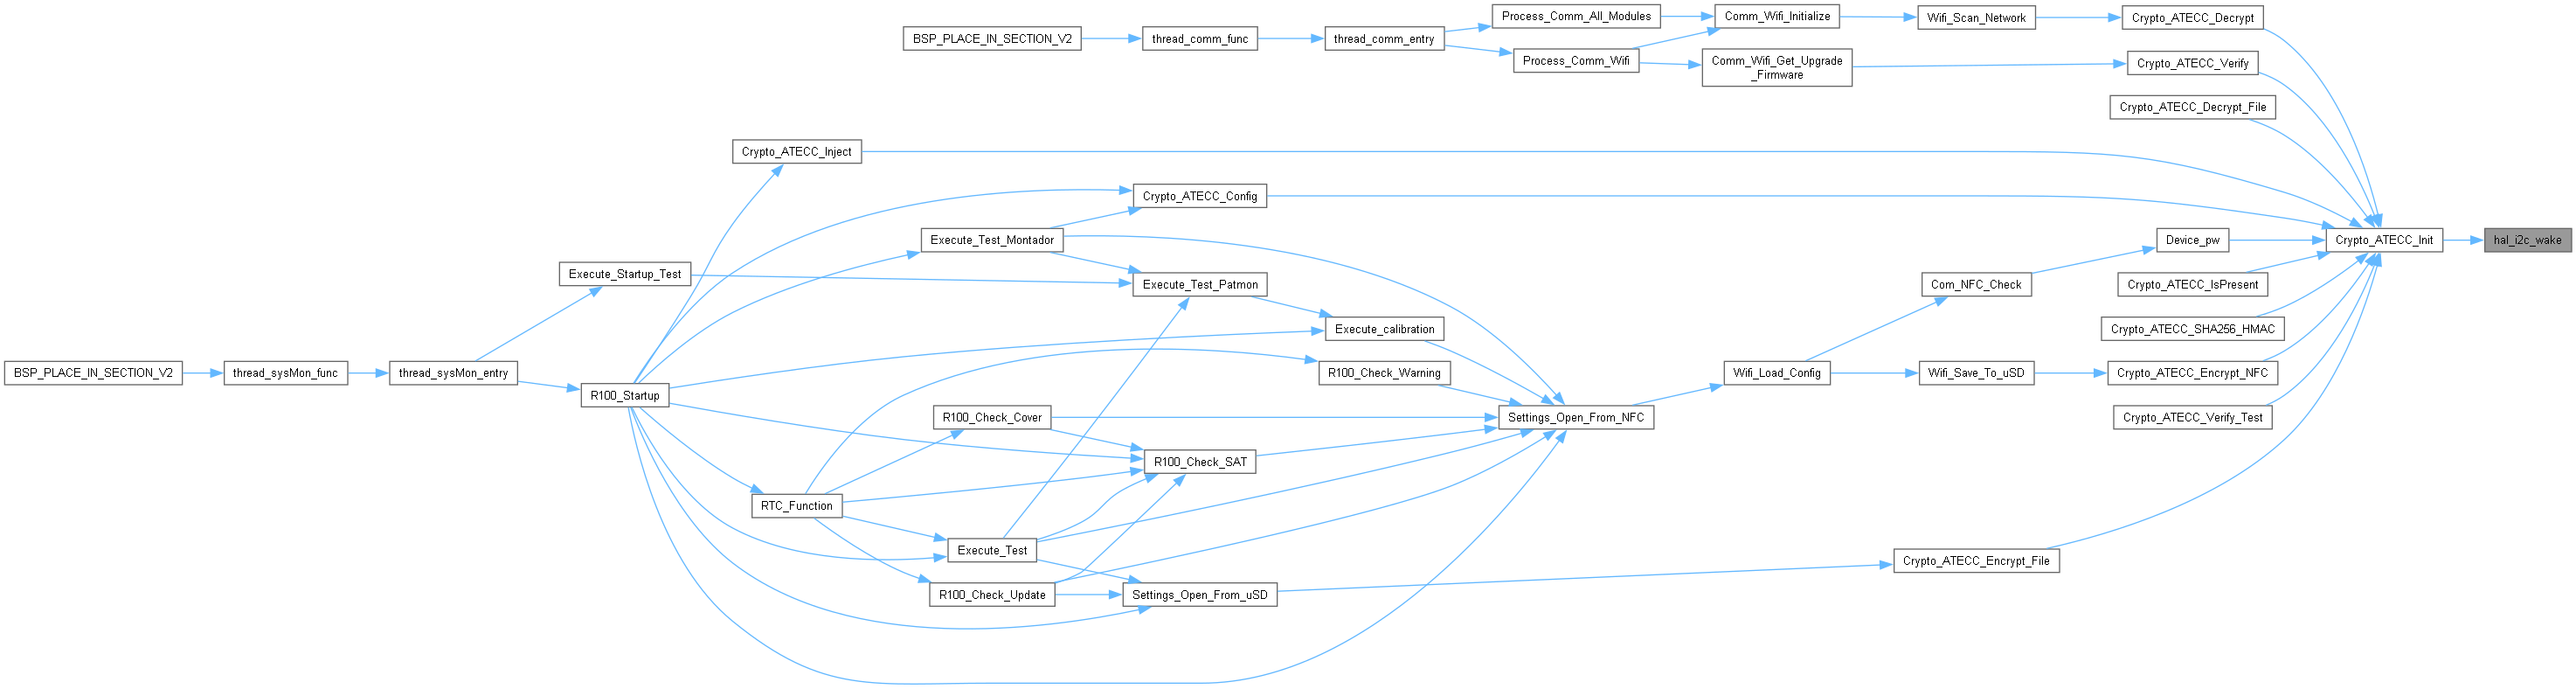 Process_Comm_All_Modules
Comm_Wifi_Initialize
Wifi_Scan_Network
Crypto_ATECC_Decrypt
BSP_PLACE_IN_SECTION_V2
thread_comm_func
thread_comm_entry
Process_Comm_Wifi
Comm_Wifi_Get_Upgrade
_Firmware
Crypto_ATECC_Verify
Crypto_ATECC_Decrypt_File
Crypto_ATECC_Inject
Crypto_ATECC_Config
Execute_Test_Montador
Device_pw
Crypto_ATECC_Init
hal_i2c_wake
Execute_Startup_Test
Execute_Test_Patmon
Com_NFC_Check
Crypto_ATECC_IsPresent
Execute_calibration
Crypto_ATECC_SHA256_HMAC
BSP_PLACE_IN_SECTION_V2
thread_sysMon_func
thread_sysMon_entry
R100_Check_Warning
Wifi_Load_Config
Wifi_Save_To_uSD
Crypto_ATECC_Encrypt_NFC
R100_Startup
R100_Check_Cover
Settings_Open_From_NFC
Crypto_ATECC_Verify_Test
R100_Check_SAT
RTC_Function
Execute_Test
Crypto_ATECC_Encrypt_File
R100_Check_Update
Settings_Open_From_uSD